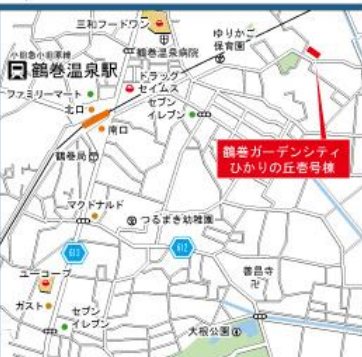 三和フードワン
鶴巻温泉病院
ゆりかご
保育園
小田急小田原線
鶴巻温泉駅
ドラッグ
セイムス
ファミリーマート
セブン
イレブン
北口
南口
鶴巻局
鶴巻ガーデンシティ
ひかりの丘壱号棟
マクドナルド
つるまき幼稚園
613
612
善昌寺
ユーコープ
ガスト
セブン
イレブン
大根公園